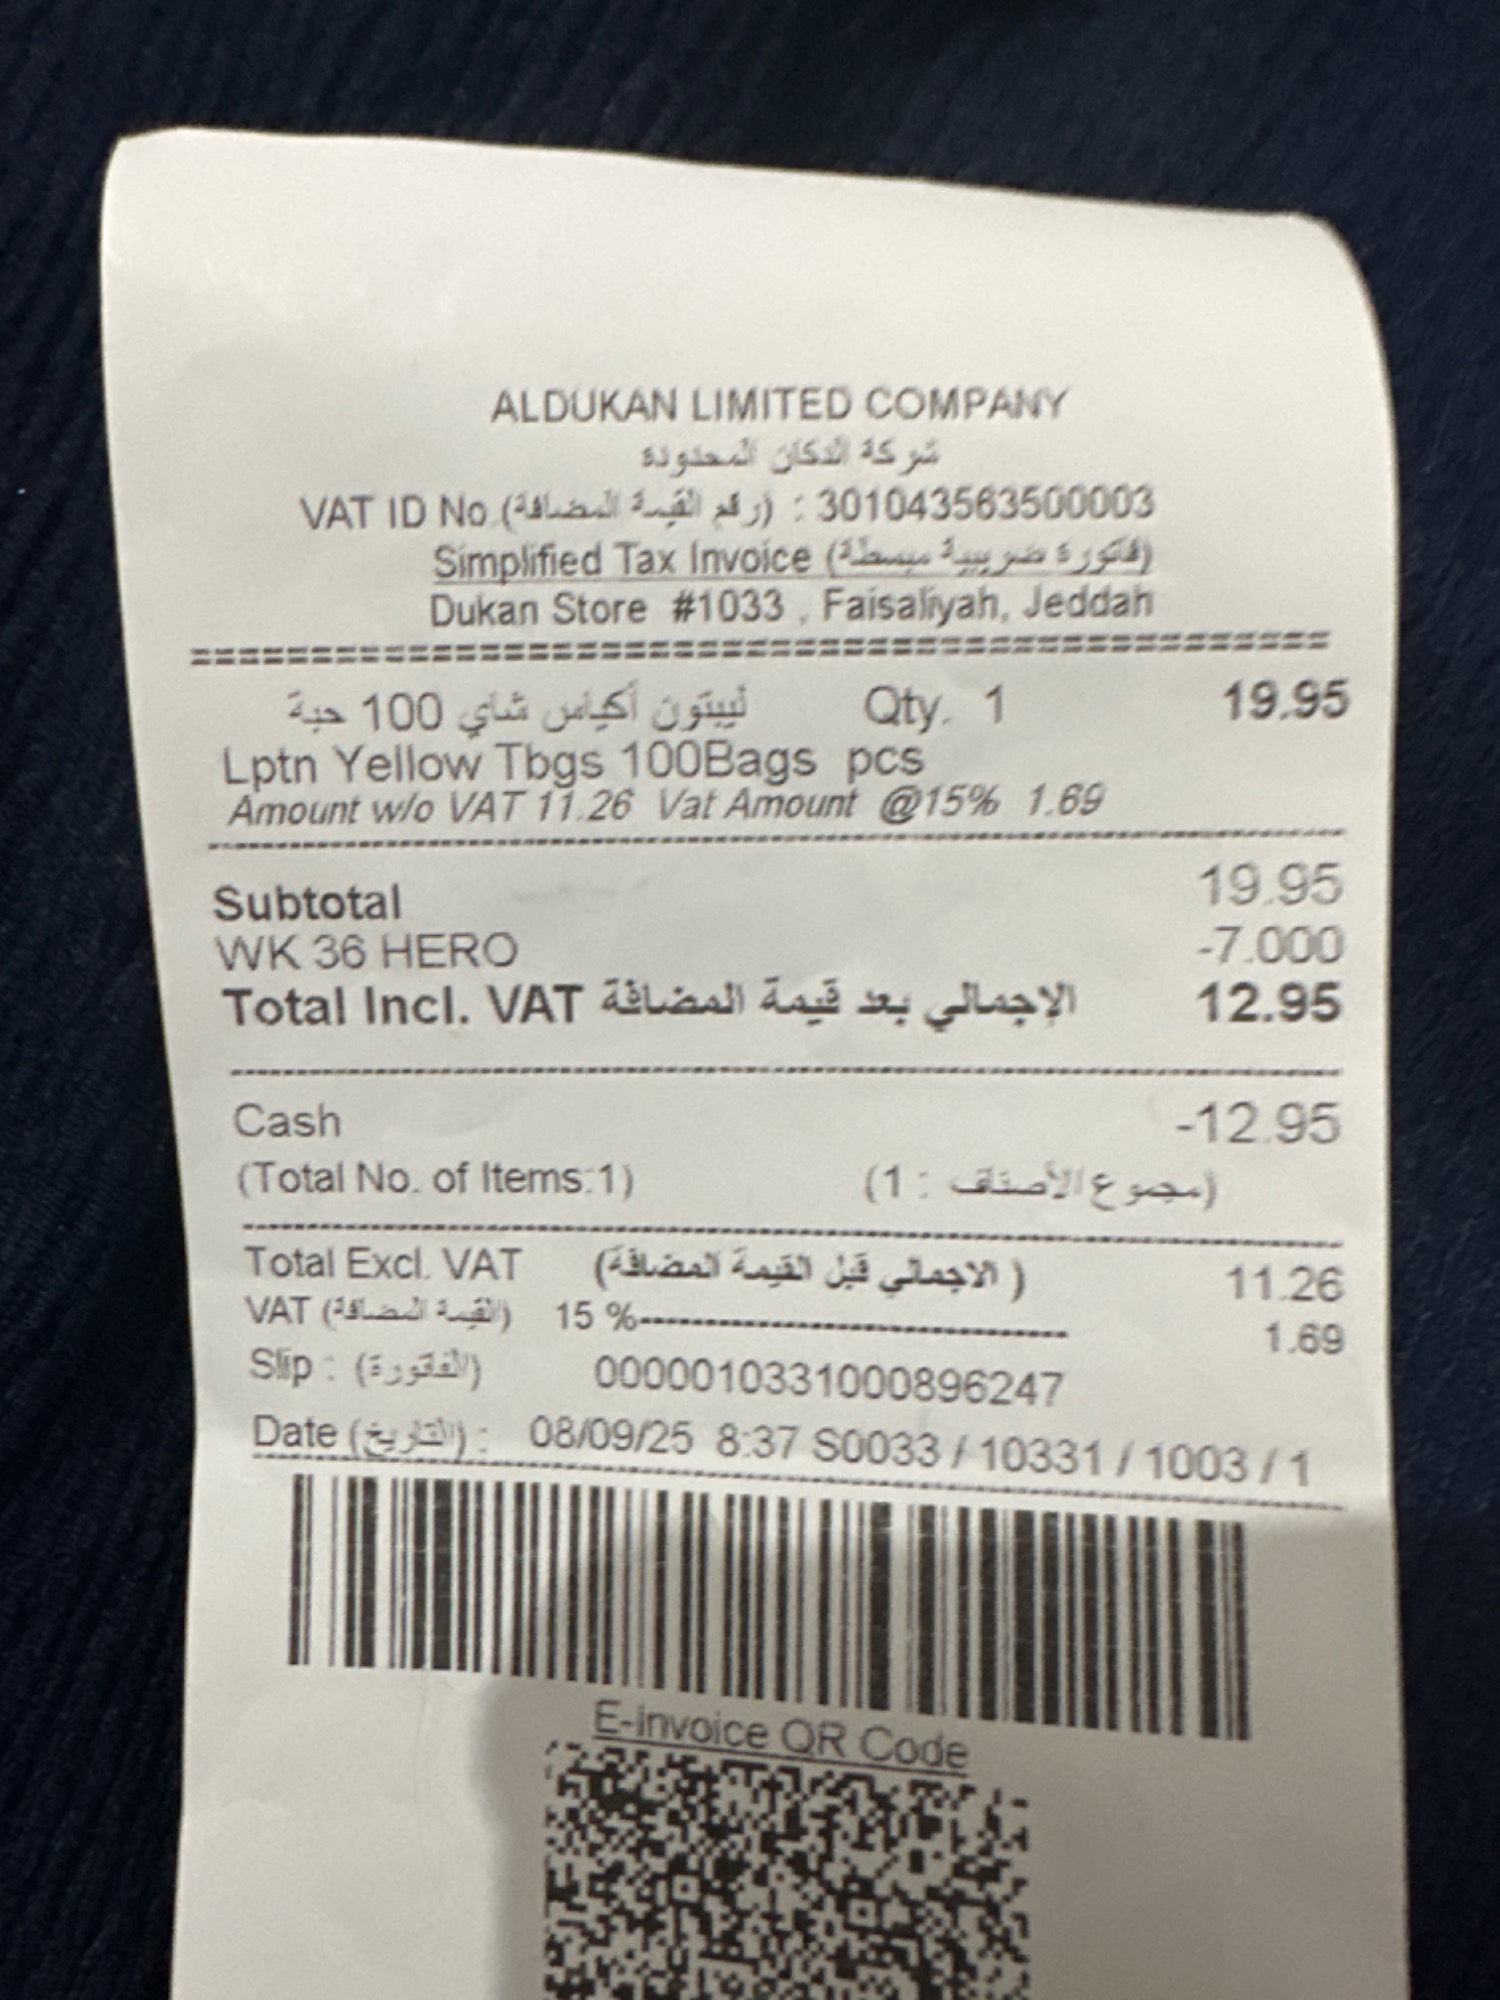 ALDUKAN LIMITED COMPANY
شركة الدكان المحدودة
VAT ID No (رقم القيمة المضافة) : 301043563500003
Simplified Tax Invoice (فاتورة ضريبية مبسطة)
Dukan Store #1033 , Faisaliyah, Jeddah
ليبتون أكياس شاي 100 حبة Qty. 1 19.95
Lptn Yellow Tbgs 100Bags pcs
Amount w/o VAT 11.26 Vat Amount @15% 1.69
Subtotal 19.95
WK 36 HERO -7.000
Total Incl. VAT الإجمالي بعد قيمة المضافة 12.95
Cash -12.95
(Total No. of Items:1) (مجموع الأصناف : 1)
Total Excl. VAT (الاجمالي قبل القيمة المضافة) 11.26
VAT (القيمة المضافة) 15 % 1.69
Slip : (الفاتورة) 0000010331000896247
Date (التاريخ) : 08/09/25 8:37 S0033 / 10331 / 1003 / 1
E-Invoice QR Code